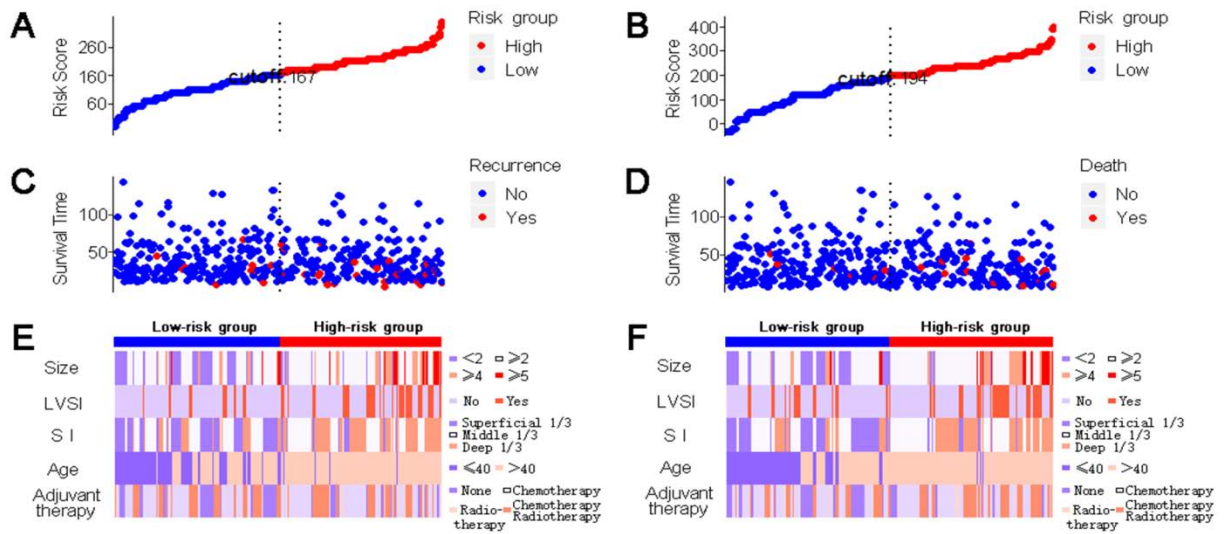 A
Risk Score
260
160
60
cutoff: 167
Risk group
High
Low
B
Risk Score
400
300
200
100
0
cutoff: 194
Risk group
High
Low
C
Survival Time
100
50
Recurrence
No
Yes
D
Survival Time
100
50
Death
No
Yes
E
Low-risk group High-risk group
Size
LVSI
S I
Age
Adjuvant
therapy
<2 ⩾2
⩾4 ⩾5
No Yes
Superficial 1/3
Middle 1/3
Deep 1/3
⩽40 >40
None Chemotherapy
Radio-
therapy
Chemotherapy
Radiotherapy
F
Low-risk group High-risk group
Size
LVSI
S I
Age
Adjuvant
therapy
<2 ⩾2
⩾4 ⩾5
No Yes
Superficial 1/3
Middle 1/3
Deep 1/3
⩽40 >40
None Chemotherapy
Radio-
therapy
Chemotherapy
Radiotherapy